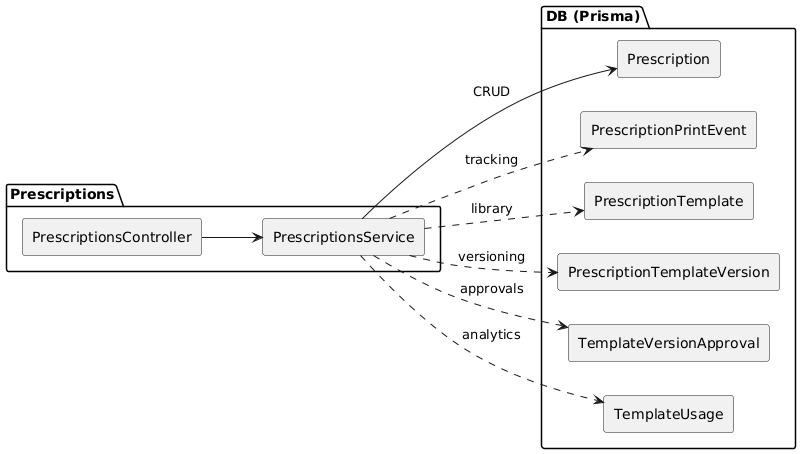 DB (Prisma)
Prescription
CRUD
PrescriptionPrintEvent
tracking
Prescriptions
PrescriptionTemplate
library
PrescriptionsController
PrescriptionsService
versioning
PrescriptionTemplateVersion
approvals
TemplateVersionApproval
analytics
TemplateUsage